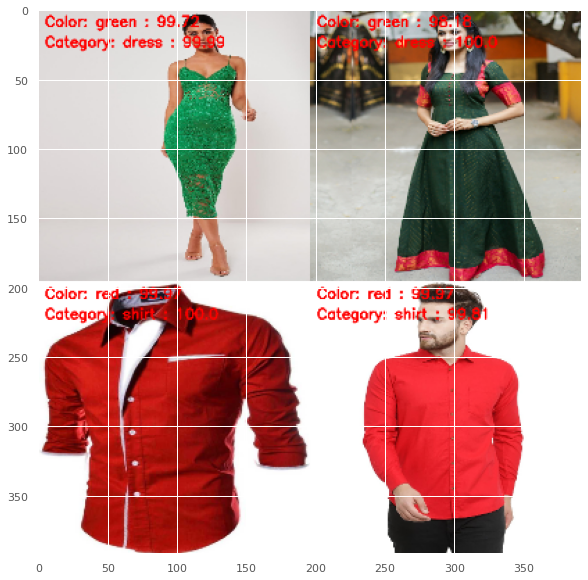 Color: green : 99.72
Category: dress : 99.99
Color: green : 98.18
Category: dress : 100.0
Color: red : 99.97
Category: shirt : 100.0
Color: red : 99.97
Category: shirt : 99.81
0
50
100
150
200
250
300
350
0
50
100
150
200
250
300
350